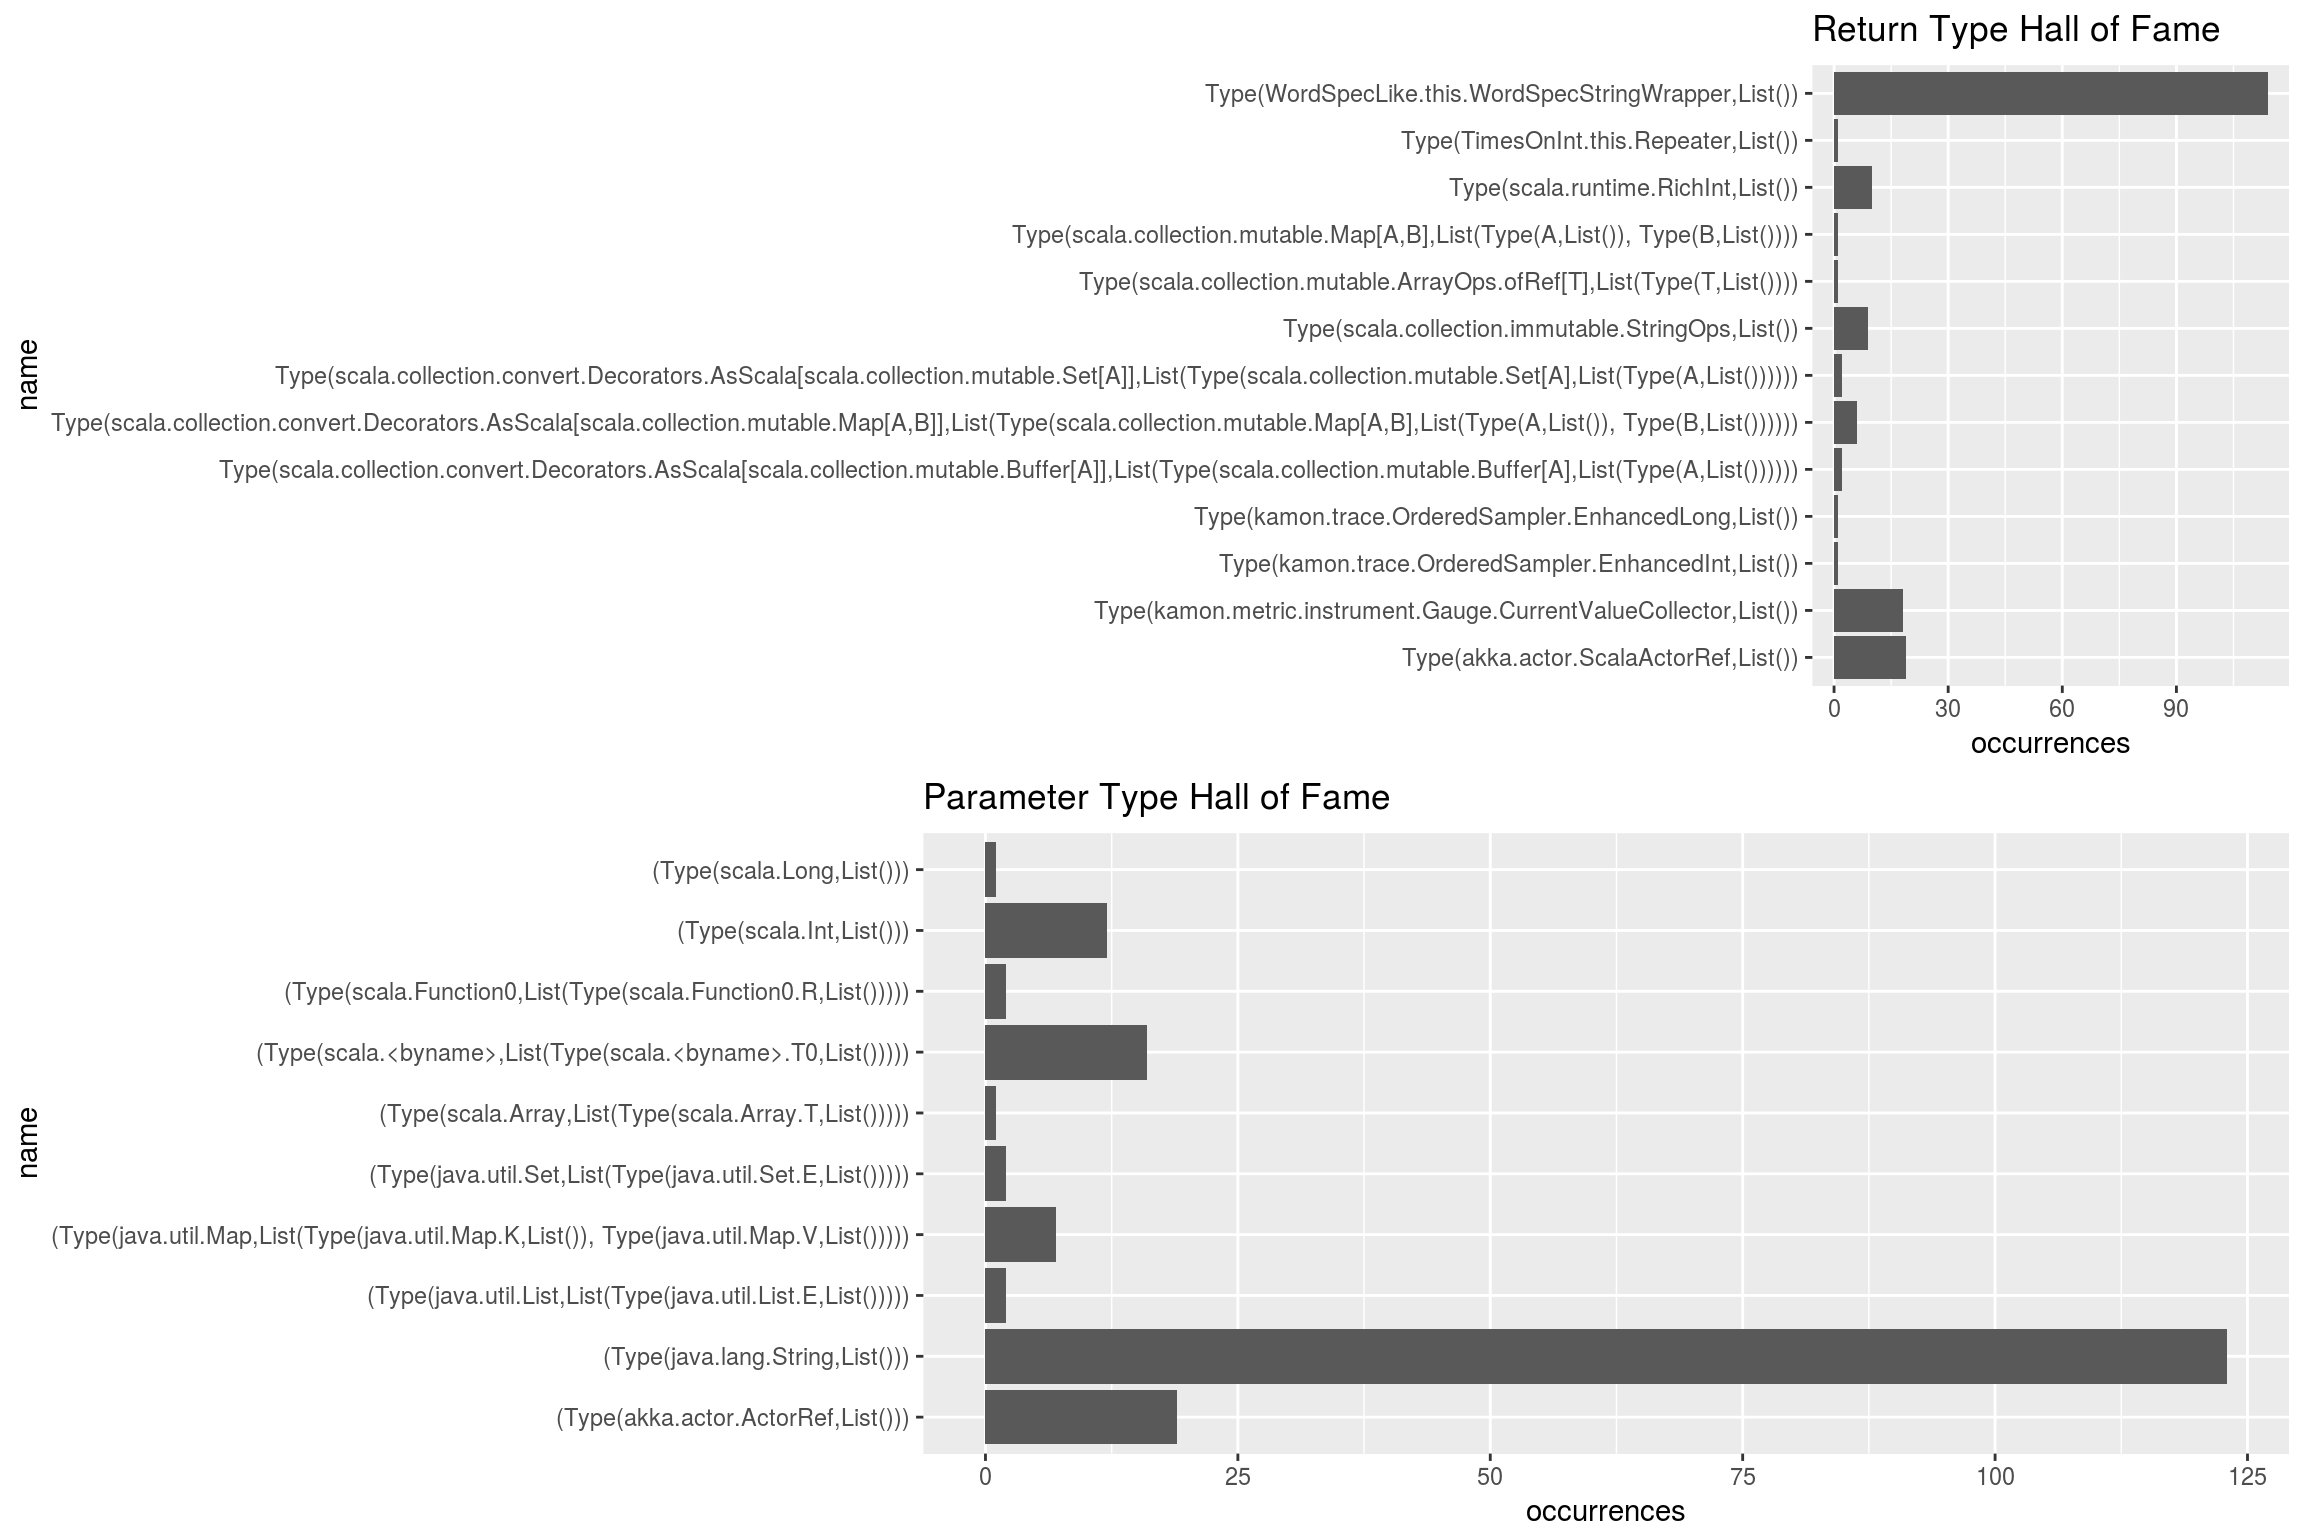 Return Type Hall of Fame
name
Type(WordSpecLike.this.WordSpecStringWrapper,List())
Type(TimesOnInt.this.Repeater,List())
Type(scala.runtime.RichInt,List())
Type(scala.collection.mutable.Map[A,B],List(Type(A,List()), Type(B,List())))
Type(scala.collection.mutable.ArrayOps.ofRef[T],List(Type(T,List())))
Type(scala.collection.immutable.StringOps,List())
Type(scala.collection.convert.Decorators.AsScala[scala.collection.mutable.Set[A]],List(Type(scala.collection.mutable.Set[A],List(Type(A,List())))))
Type(scala.collection.convert.Decorators.AsScala[scala.collection.mutable.Map[A,B]],List(Type(scala.collection.mutable.Map[A,B],List(Type(A,List()), Type(B,List())))))
Type(scala.collection.convert.Decorators.AsScala[scala.collection.mutable.Buffer[A]],List(Type(scala.collection.mutable.Buffer[A],List(Type(A,List())))))
Type(kamon.trace.OrderedSampler.EnhancedLong,List())
Type(kamon.trace.OrderedSampler.EnhancedInt,List())
Type(kamon.metric.instrument.Gauge.CurrentValueCollector,List())
Type(akka.actor.ScalaActorRef,List())
0 30 60 90
occurrences
Parameter Type Hall of Fame
name
(Type(scala.Long,List()))
(Type(scala.Int,List()))
(Type(scala.Function0,List(Type(scala.Function0.R,List()))))
(Type(scala.<byname>,List(Type(scala.<byname>.T0,List()))))
(Type(scala.Array,List(Type(scala.Array.T,List()))))
(Type(java.util.Set,List(Type(java.util.Set.E,List()))))
(Type(java.util.Map,List(Type(java.util.Map.K,List()), Type(java.util.Map.V,List()))))
(Type(java.util.List,List(Type(java.util.List.E,List()))))
(Type(java.lang.String,List()))
(Type(akka.actor.ActorRef,List()))
0 25 50 75 100 125
occurrences